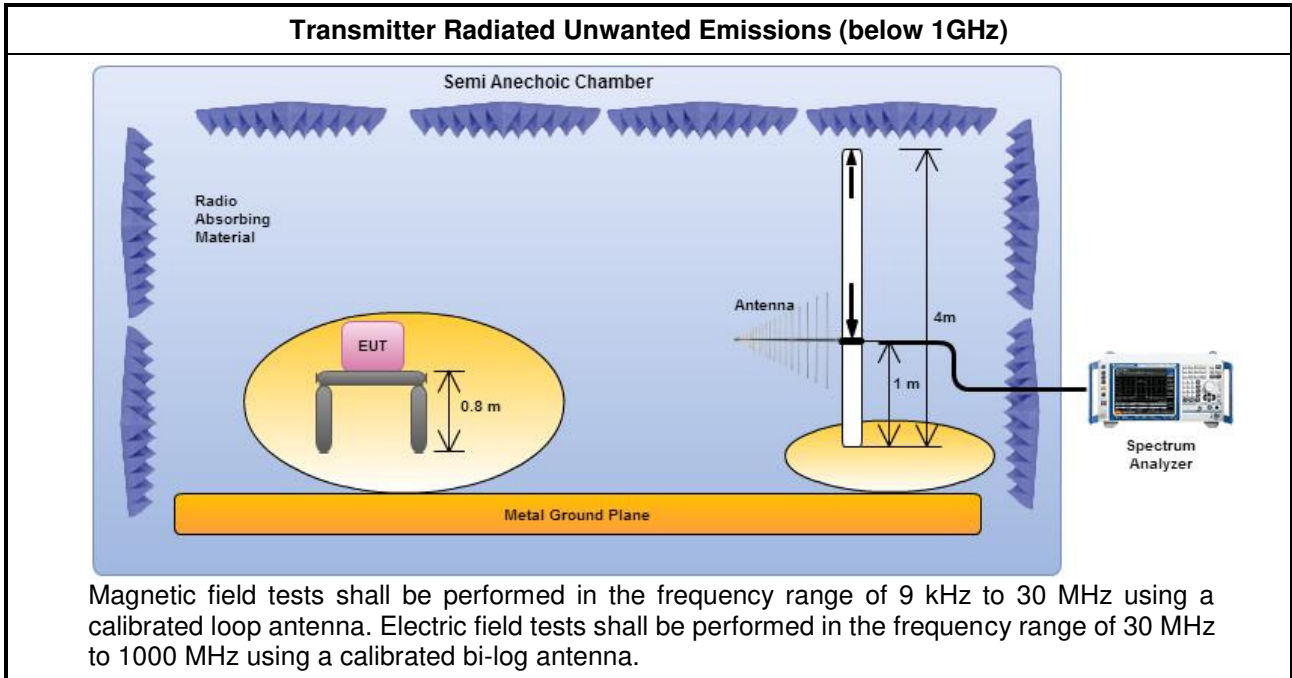 Transmitter Radiated Unwanted Emissions (below 1GHz)
Semi Anechoic Chamber
Radio
Absorbing
Material
Antenna
4m
EUT
1 m
0.8 m
Spectrum
Analyzer
Metal Ground Plane
Magnetic field tests shall be performed in the frequency range of 9 kHz to 30 MHz using a
calibrated loop antenna. Electric field tests shall be performed in the frequency range of 30 MHz
to 1000 MHz using a calibrated bi-log antenna.